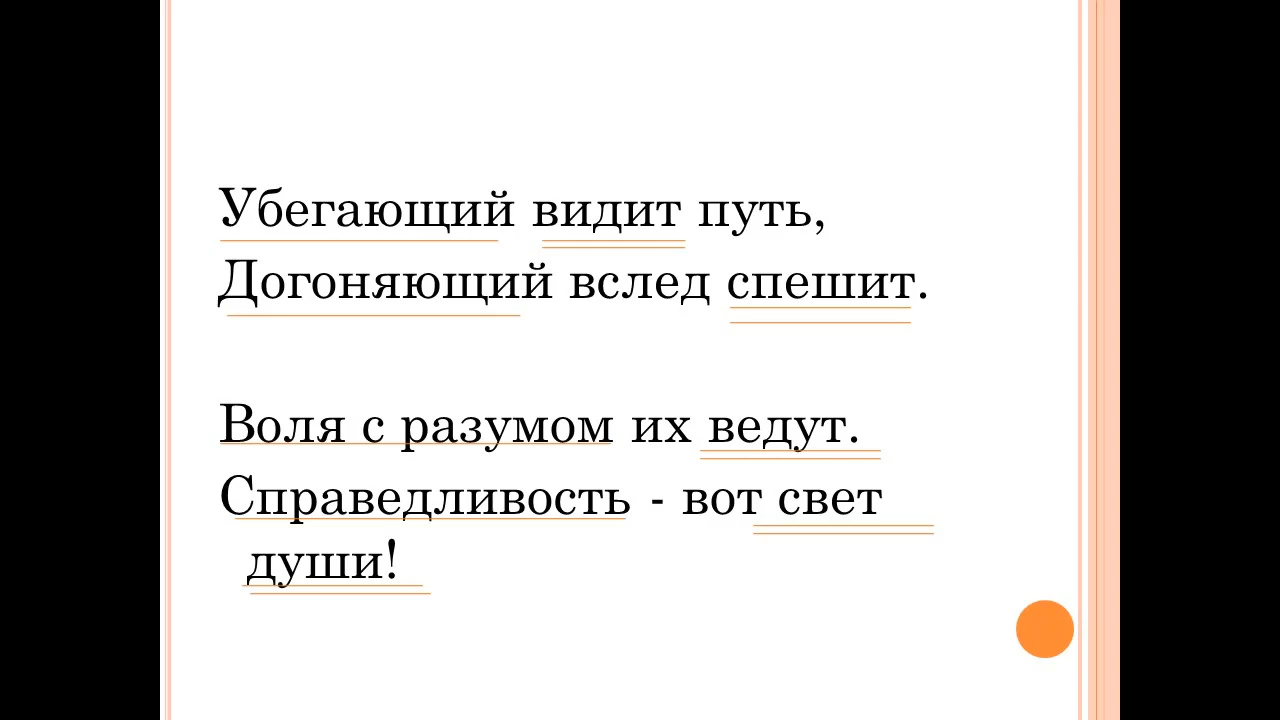 Убегающий видит путь,
Догоняющий вслед спешит.
Воля с разумом их ведут.
Справедливость - вот свет
души!